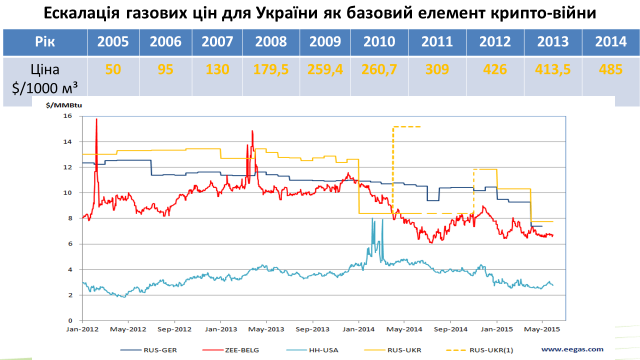 Ескалація газових цін для України як базовий елемент крипто-війни
Рік 2005 2006 2007 2008 2009 2010 2011 2012 2013 2014
Ціна 50 95 130 179,5 259,4 260,7 309 426 413,5 485
$/1000 м³
$/MMBtu
16
14
12
10
8
6
4
2
0
Jan-2012 May-2012 Sep-2012 Jan-2013 May-2013 Sep-2013 Jan-2014 May-2014 Sep-2014 Jan-2015 May-2015
RUS-GER ZEE-BELG HH-USA RUS-UKR RUS-UKR(1) www.eegas.com